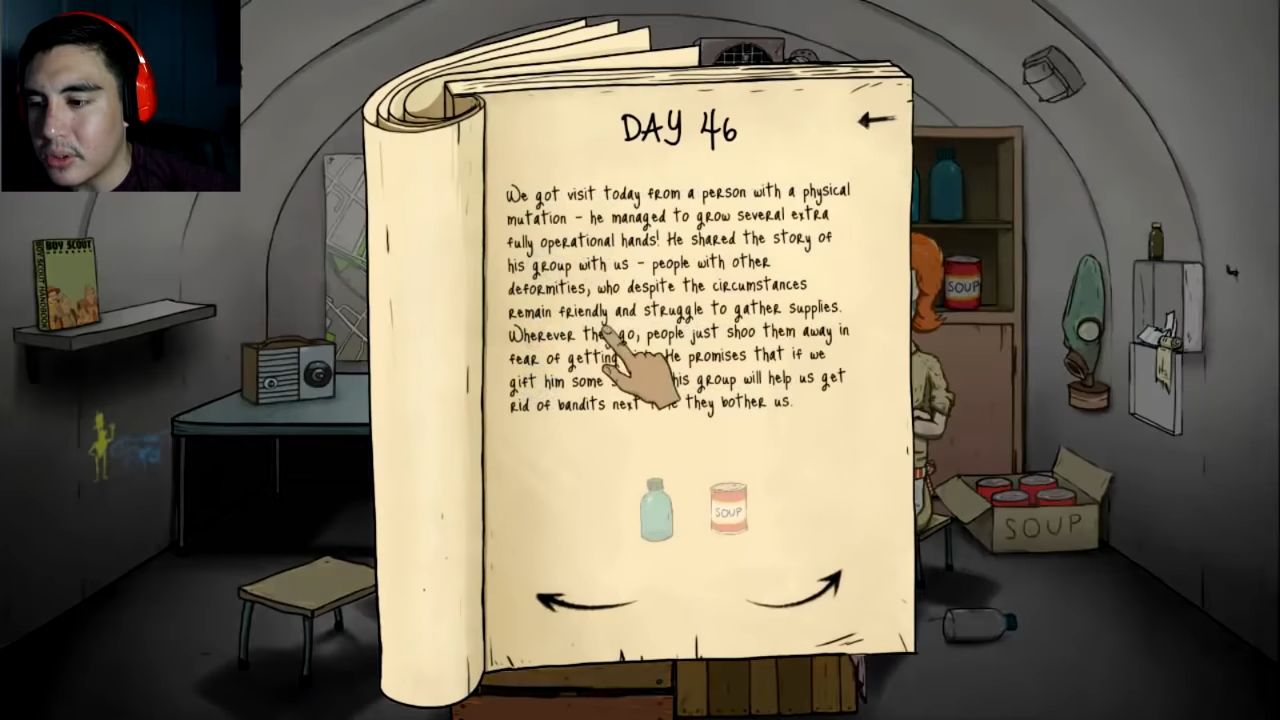 DAY 46
We got visit today from a person with a physical
mutation - he managed to grow several extra
fully operational hands! He shared the story of
his group with us - people with other
deformities, who despite the circumstances
remain friendly and struggle to gather supplies.
Wherever go, people just shoo them away in
fear of getting He promises that if we
gift him some his group will help us get
rid of bandits next they bother us.
SOUP
BOY SCOUT
BOY SCOUT HANDBOOK
SOUP
SOUP